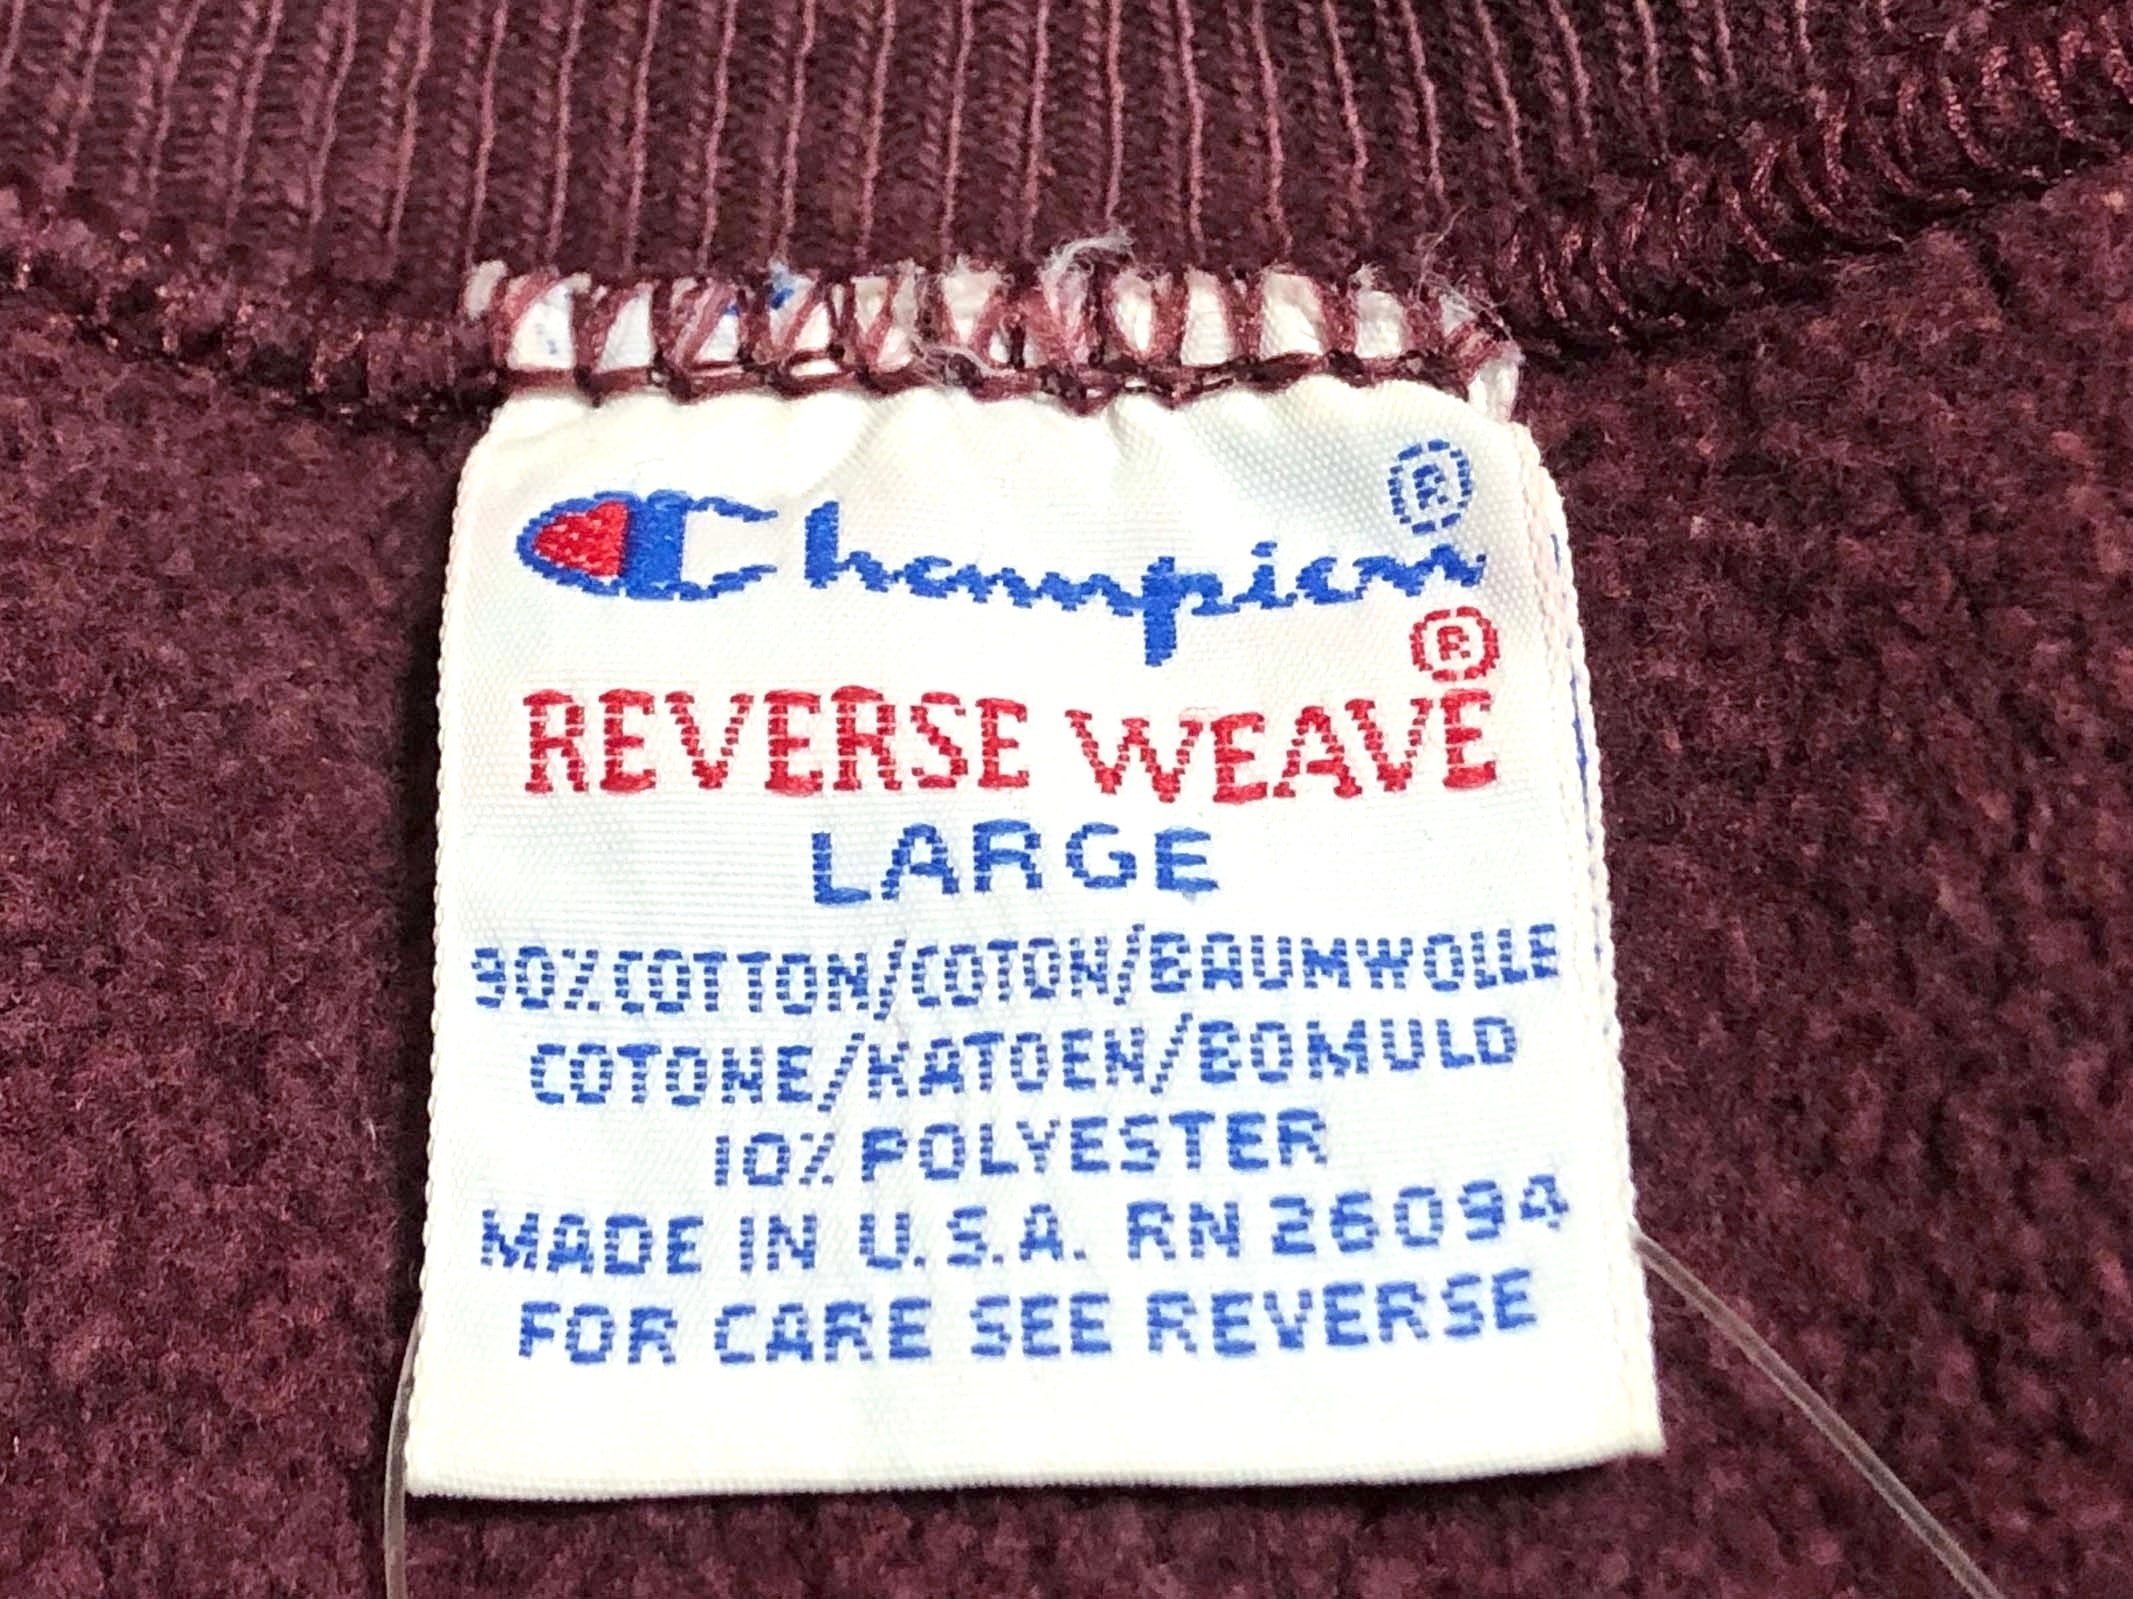 Champion®
REVERSE WEAVE®
LARGE
90% COTTON/COTON/BAUMWOLLE
COTONE/KATOEN/BOMULD
10% POLYESTER
MADE IN U.S.A. RN 26094
FOR CARE SEE REVERSE